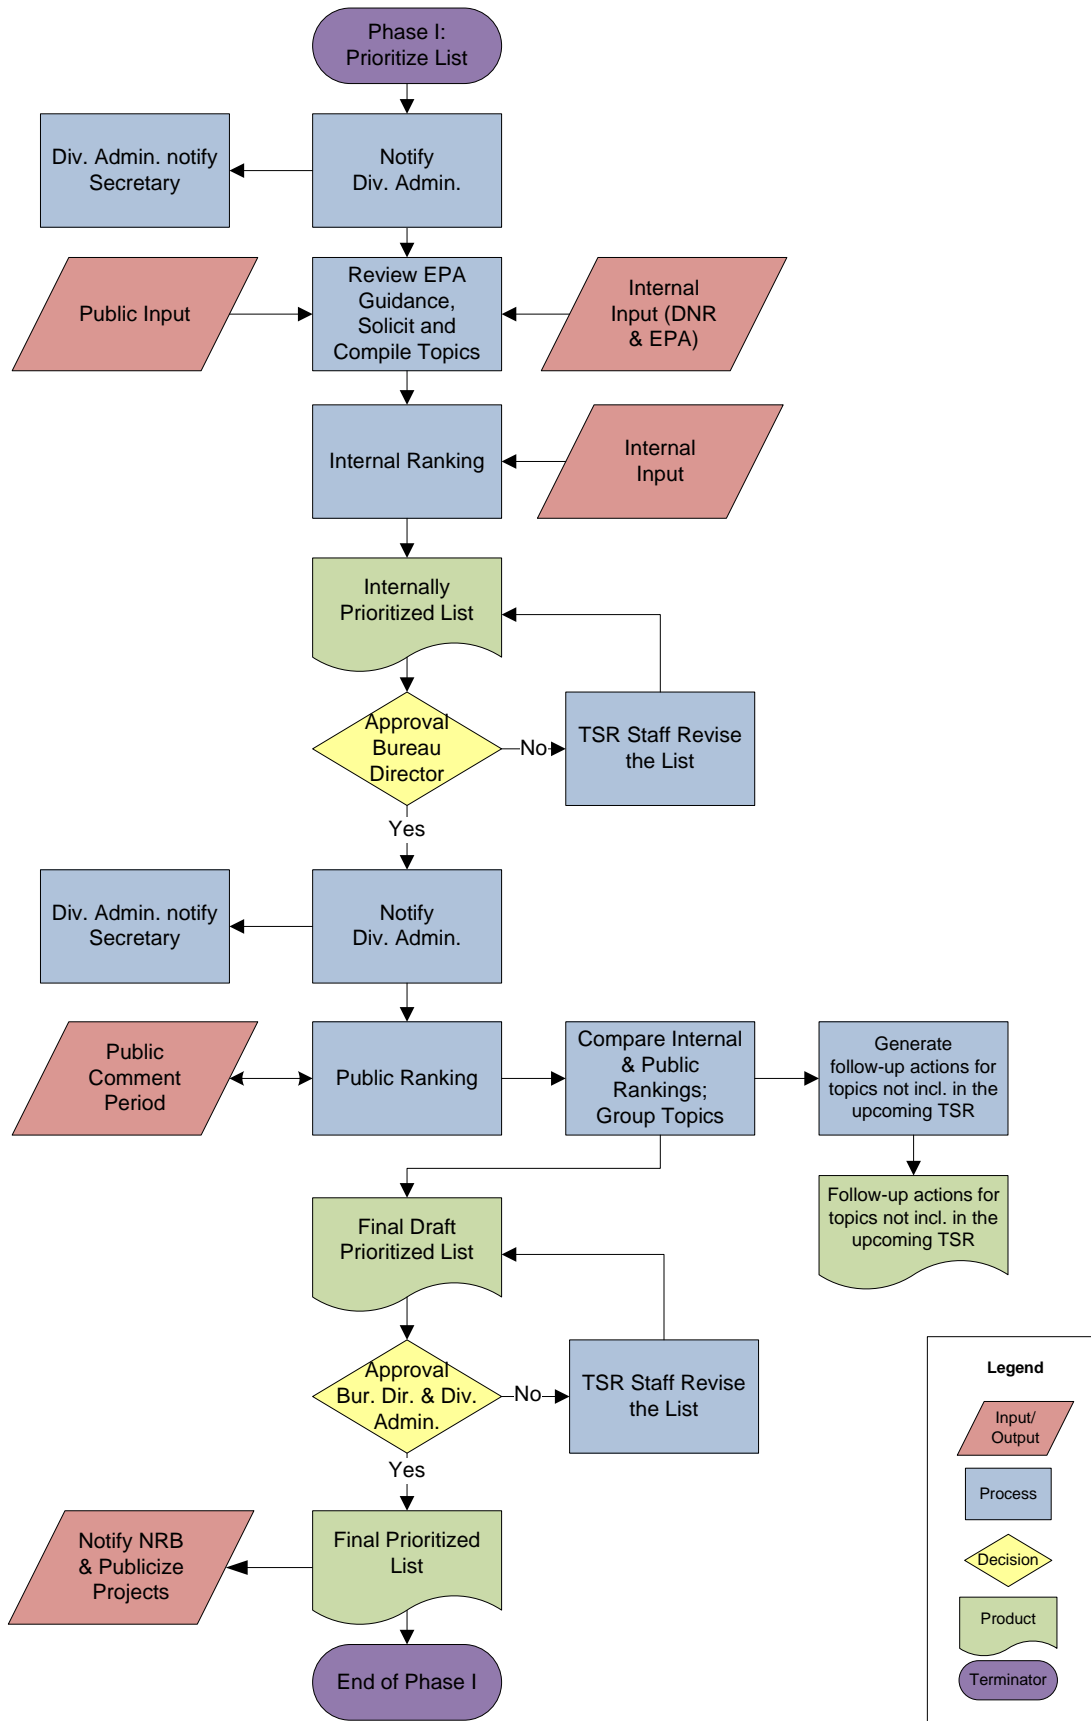 Phase I:
Prioritize List
Div. Admin. notify
Secretary
Notify
Div. Admin.
Public Input
Review EPA
Guidance,
Solicit and
Compile Topics
Internal
Input (DNR
& EPA)
Internal Ranking
Internal
Input
Internally
Prioritized List
Approval
Bureau
Director
No
TSR Staff Revise
the List
Yes
Div. Admin. notify
Secretary
Notify
Div. Admin.
Public
Comment
Period
Public Ranking
Compare Internal
& Public
Rankings;
Group Topics
Generate
follow-up actions for
topics not incl. in the
upcoming TSR
Follow-up actions for
topics not incl. in the
upcoming TSR
Final Draft
Prioritized List
Approval
Bur. Dir. & Div.
Admin.
No
TSR Staff Revise
the List
Yes
Notify NRB
& Publicize
Projects
Final Prioritized
List
End of Phase I
Legend
Input/
Output
Process
Decision
Product
Terminator